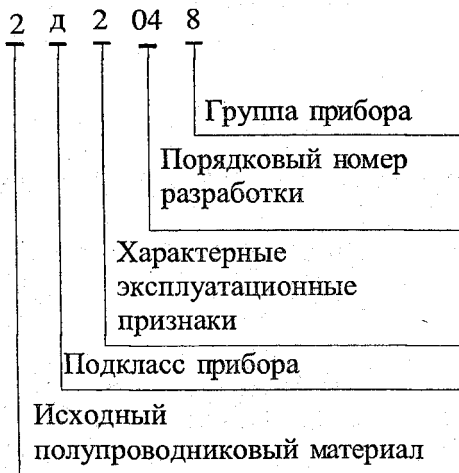 2 д 2 04 8
Группа прибора
Порядковый номер
разработки
Характерные
эксплуатационные
признаки
Подкласс прибора
Исходный
полупроводниковый материал